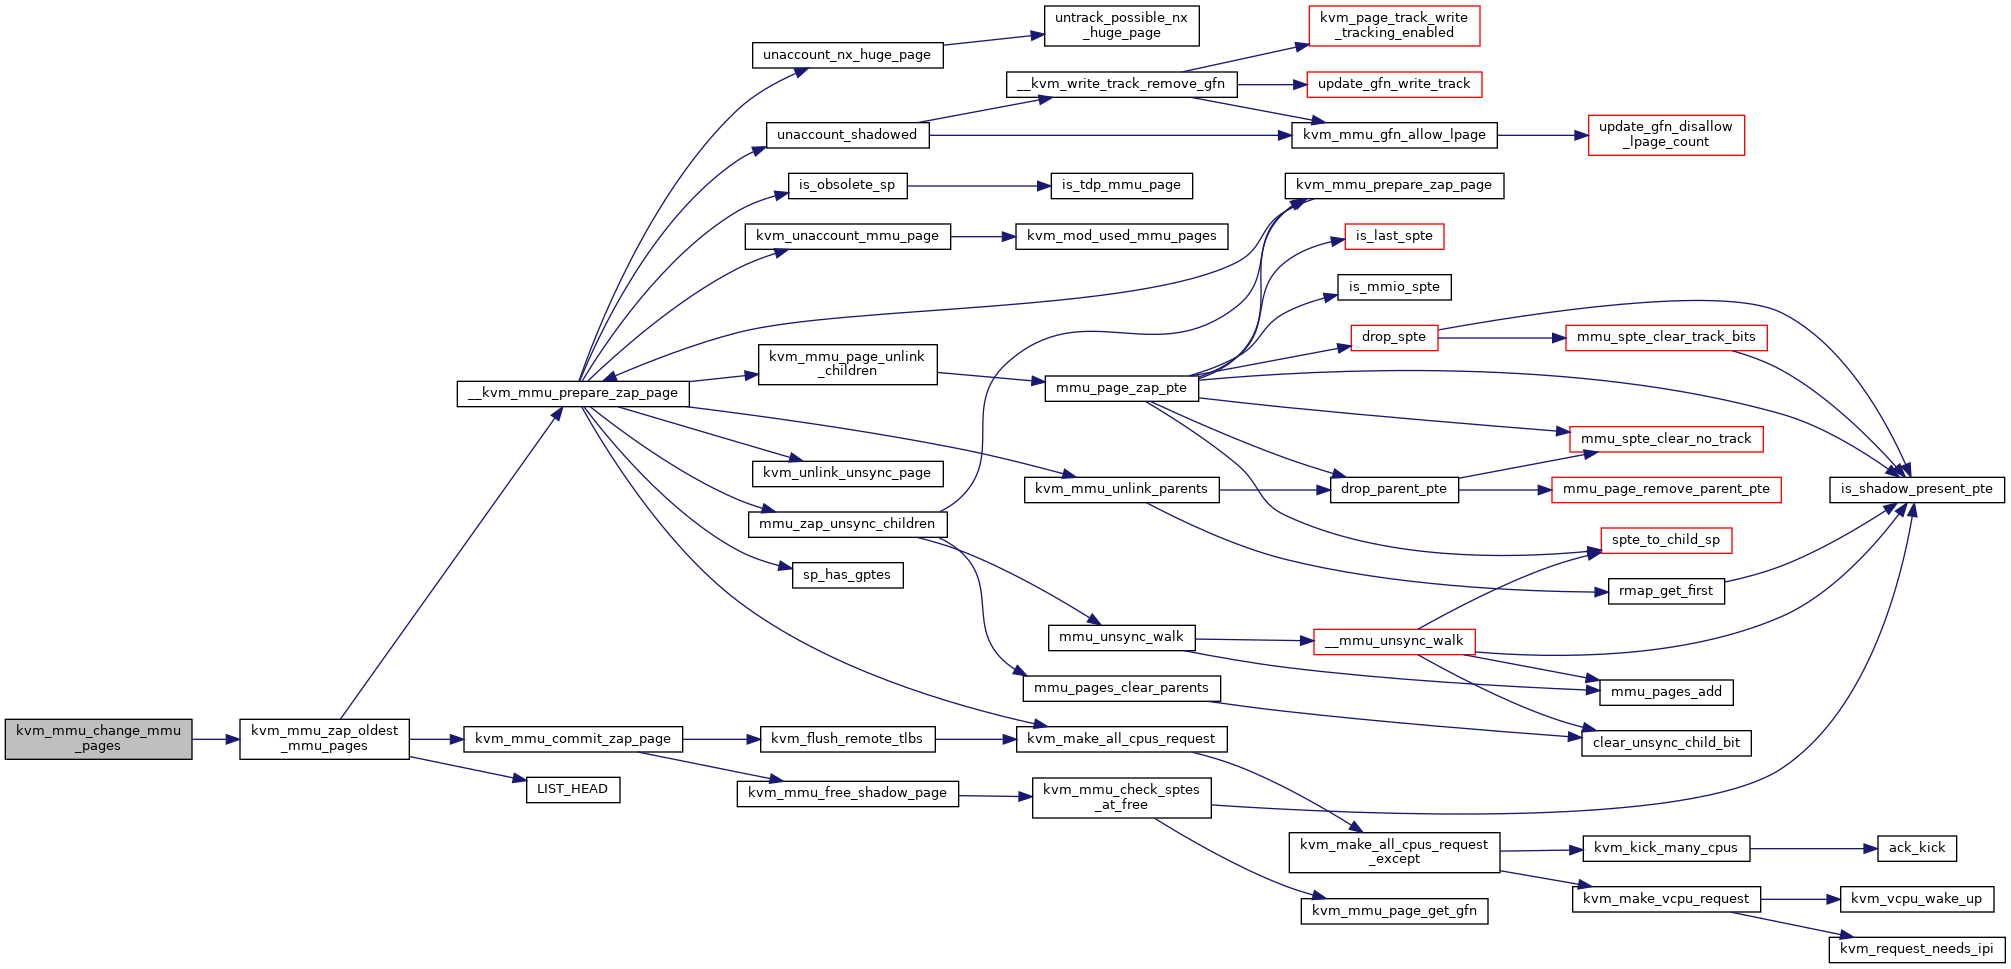 kvm_mmu_change_mmu
_pages
kvm_mmu_zap_oldest
_mmu_pages
__kvm_mmu_prepare_zap_page
kvm_mmu_commit_zap_page
LIST_HEAD
unaccount_nx_huge_page
unaccount_shadowed
is_obsolete_sp
kvm_unaccount_mmu_page
kvm_mmu_page_unlink
_children
kvm_unlink_unsync_page
mmu_zap_unsync_children
sp_has_gptes
kvm_flush_remote_tlbs
kvm_mmu_free_shadow_page
untrack_possible_nx
_huge_page
__kvm_write_track_remove_gfn
is_tdp_mmu_page
kvm_mod_used_mmu_pages
mmu_page_zap_pte
kvm_mmu_unlink_parents
mmu_unsync_walk
mmu_pages_clear_parents
kvm_make_all_cpus_request
kvm_mmu_check_sptes
_at_free
kvm_page_track_write
_tracking_enabled
update_gfn_write_track
kvm_mmu_gfn_allow_lpage
kvm_mmu_prepare_zap_page
is_last_spte
is_mmio_spte
drop_spte
drop_parent_pte
__mmu_unsync_walk
kvm_make_all_cpus_request
_except
kvm_mmu_page_get_gfn
update_gfn_disallow
_lpage_count
mmu_spte_clear_track_bits
mmu_spte_clear_no_track
mmu_page_remove_parent_pte
spte_to_child_sp
rmap_get_first
mmu_pages_add
clear_unsync_child_bit
kvm_kick_many_cpus
kvm_make_vcpu_request
is_shadow_present_pte
ack_kick
kvm_vcpu_wake_up
kvm_request_needs_ipi